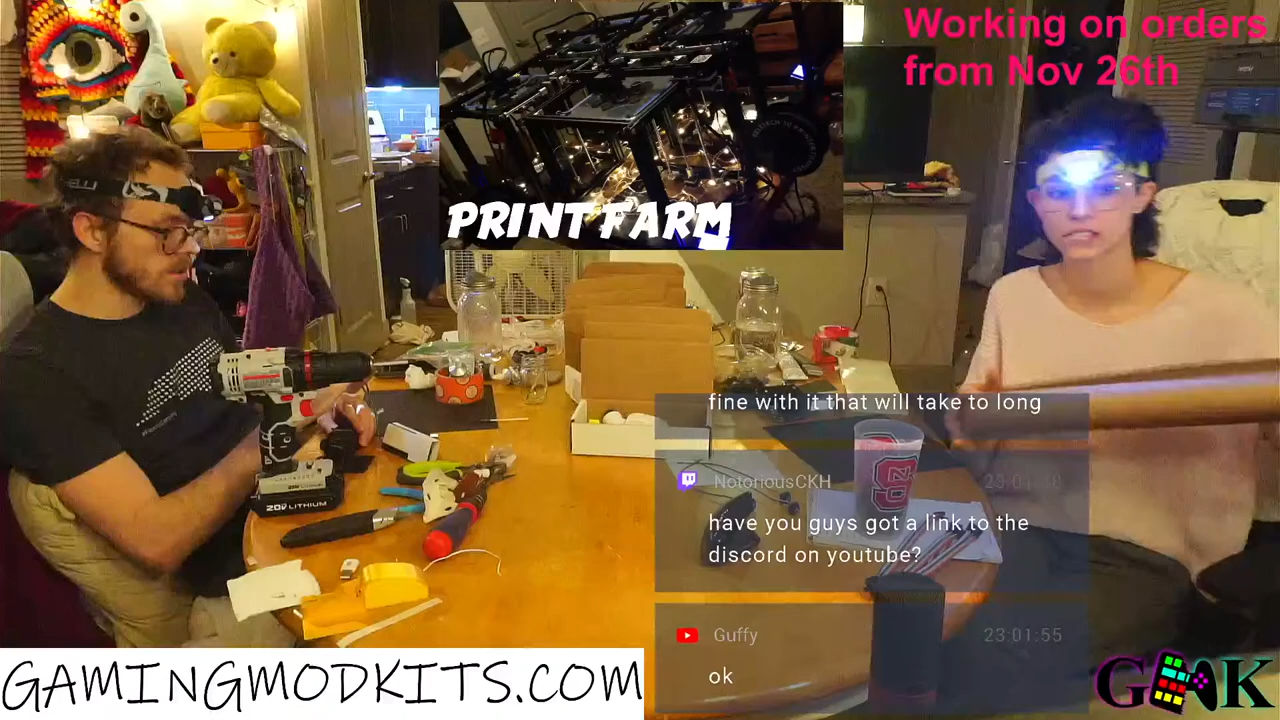 Working on orders
from Nov 26th
PRINT FARM
fine with it that will take to long
NotoriousCKH
have you guys got a link to the
discord on youtube?
Guffy 23:01:55
ok
20V LITHIUM
GAMINGMODKITS.COM
G K